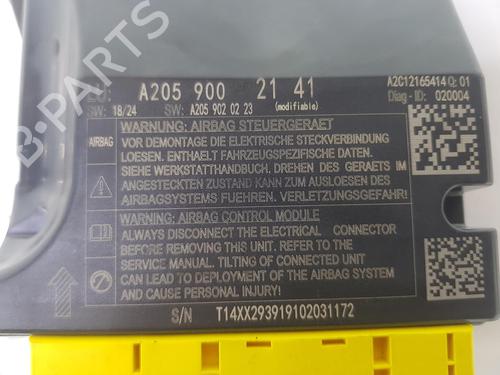 B-PARTS
A205 900 21 41
A2C12165414 Q: 01
SW: 18/24 SW: A205 902 02 23 (modifiable)
Diag - ID: 020004
WARNUNG: AIRBAG STEUERGERAET
AIRBAG
VOR DEMONTAGE DIE ELEKTRISCHE STECKVERBINDUNG
LOESEN. ENTHAELT FAHRZEUGSPEZIFISCHE DATEN.
SIEHE WERKSTATTHANDBUCH. DREHEN DES GERAETS IM
ANGESTECKTEN ZUSTAND KANN ZUM AUSLOESEN DES
AIRBAGSYSTEMS FUEHREN. VERLETZUNGSGEFAHR!
WARNING: AIRBAG CONTROL MODULE
ALWAYS DISCONNECT THE ELECTRICAL CONNECTOR
BEFORE REMOVING THIS UNIT. REFER TO THE
SERVICE MANUAL. TILTING OF CONNECTED UNIT
CAN LEAD TO DEPLOYMENT OF THE AIRBAG SYSTEM
AND CAUSE PERSONAL INJURY.
S/N T14XX293919102031172